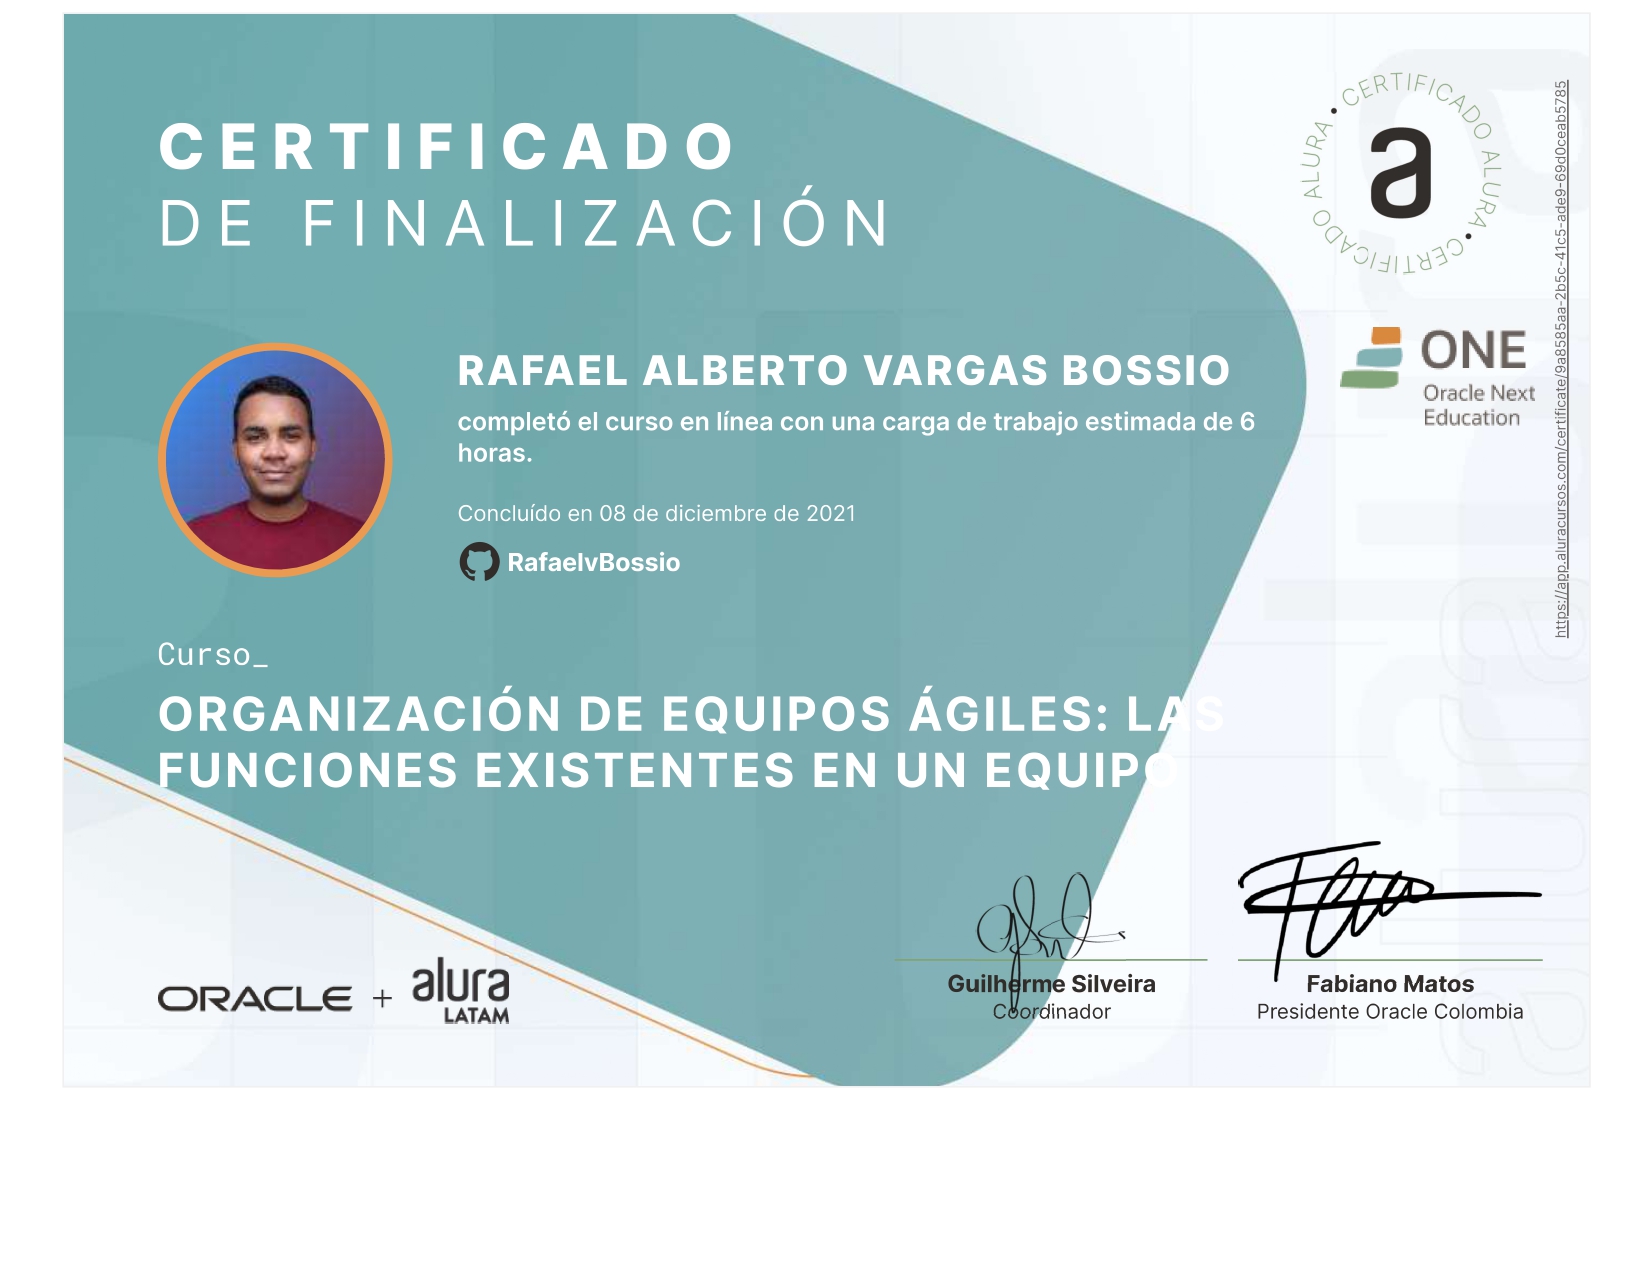 CERTIFICADO
DE FINALIZACIÓN
CERTIFICADO ALURA • CERTIFICADO ALURA •
a
ONE
Oracle Next
Education
https://app.aluracursos.com/certificate/9a8585aa-2b5c-41c5-ade9-69d0ceab5785
RAFAEL ALBERTO VARGAS BOSSIO
completó el curso en línea con una carga de trabajo estimada de 6
horas.
Concluído en 08 de diciembre de 2021
RafaelvBossio
Curso_
ORGANIZACIÓN DE EQUIPOS ÁGILES: LAS
FUNCIONES EXISTENTES EN UN EQUIPO
ORACLE + alura
LATAM
Guilherme Silveira
Coordinador
Fabiano Matos
Presidente Oracle Colombia
alura